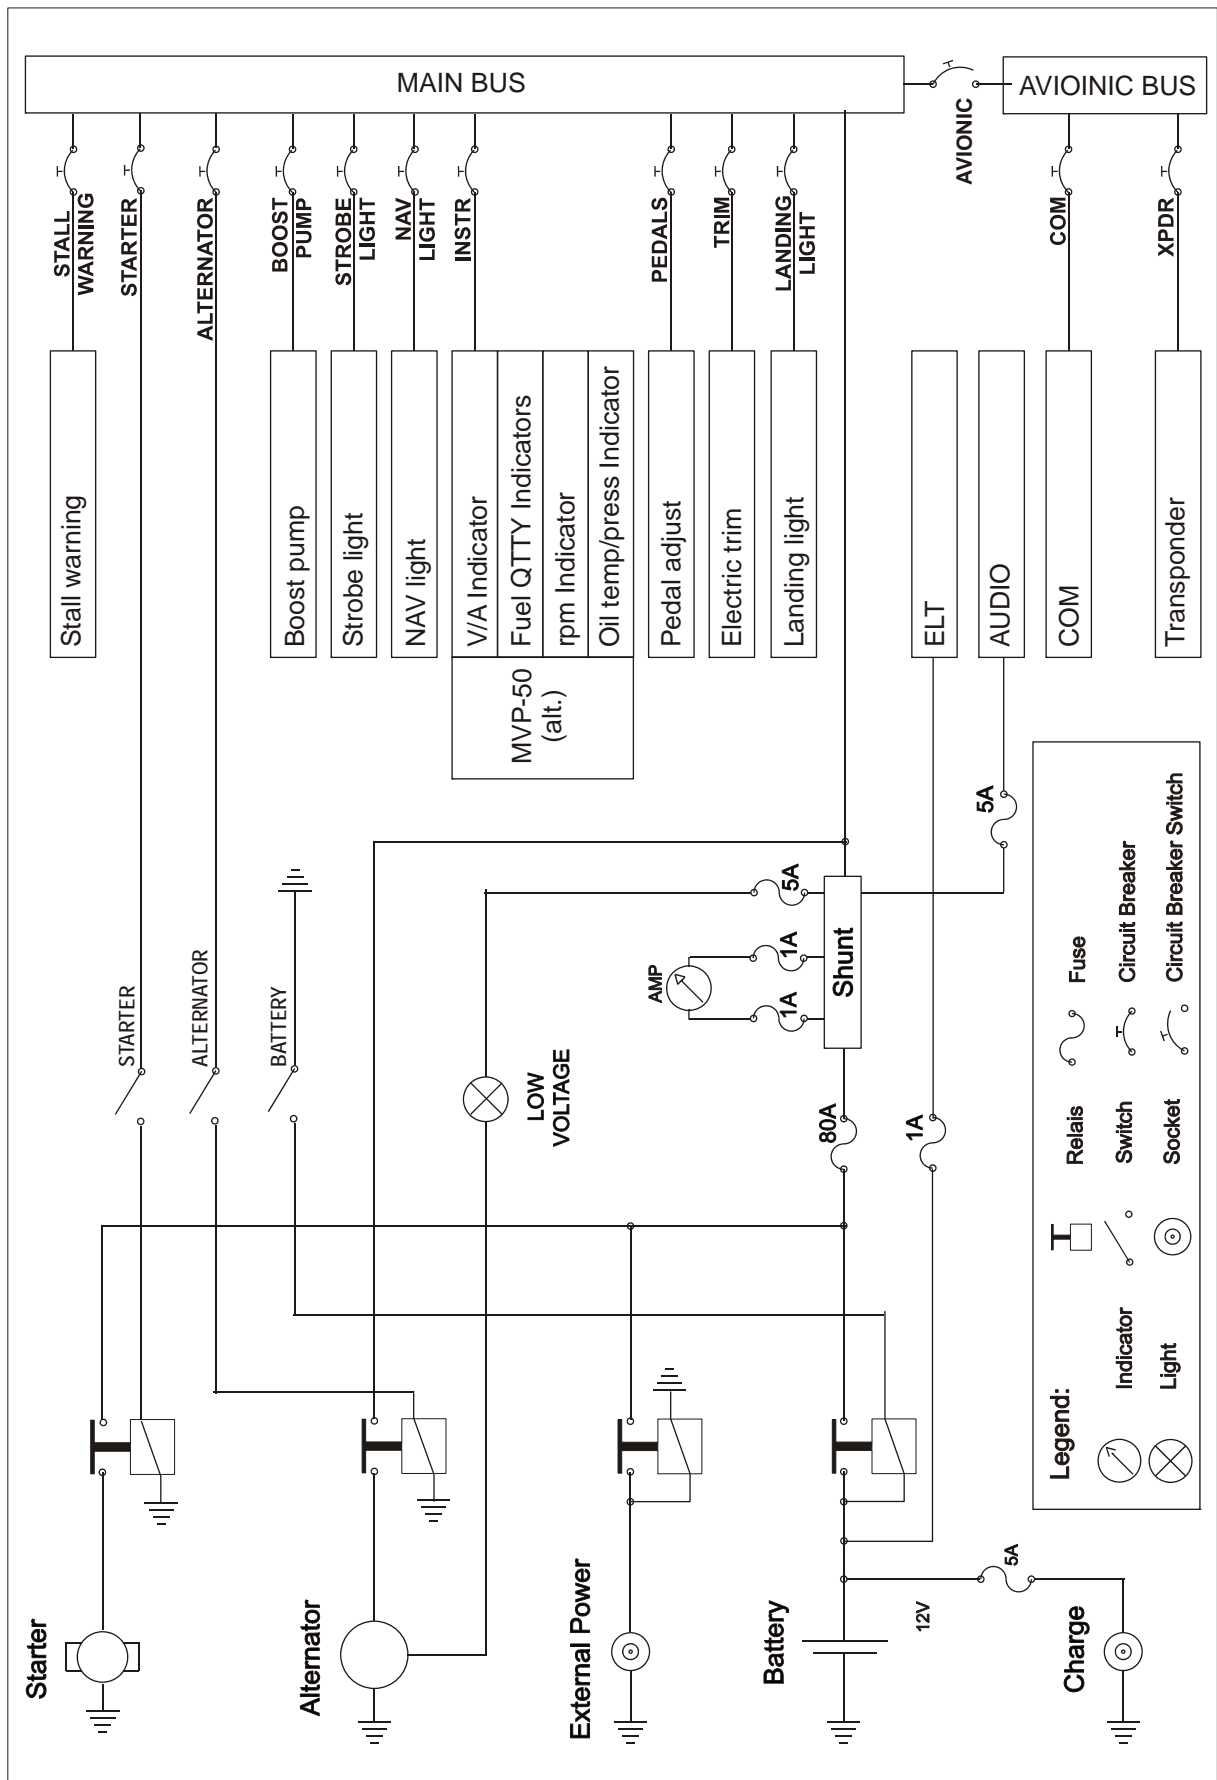 MAIN BUS
AVIOINIC BUS
AVIONIC
STALL
WARNING
STARTER
ALTERNATOR
BOOST
PUMP
STROBE
LIGHT
NAV
LIGHT
INSTR
PEDALS
TRIM
LANDING
LIGHT
COM
XPDR
Stall warning
Boost pump
Strobe light
NAV light
V/A Indicator
Fuel QTTY Indicators
rpm Indicator
Oil temp/press Indicator
MVP-50
(alt.)
Pedal adjust
Electric trim
Landing light
ELT
AUDIO
COM
Transponder
STARTER
ALTERNATOR
BATTERY
LOW
VOLTAGE
AMP
1A
1A
5A
Shunt
80A
1A
5A
Starter
Alternator
External Power
Battery
12V
5A
Charge
Legend:
Indicator
Light
Relais
Switch
Socket
Fuse
Circuit Breaker
Circuit Breaker Switch